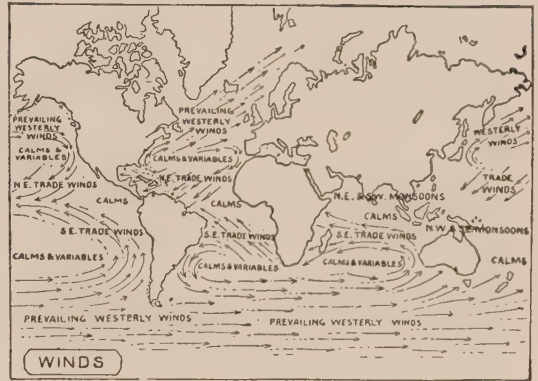 PREVAILING
WESTERLY
WINDS
CALMS &
VARIABLES
N.E. TRADE WINDS
CALMS
S.E. TRADE WINDS
CALMS & VARIABLES
PREVAILING
WESTERLY
WINDS
CALMS & VARIABLES
N.E. TRADE WINDS
CALMS
S.E. TRADE WINDS
CALMS & VARIABLES
WESTERLY
WINDS
TRADE
WINDS
N.E. & S.W. MONSOONS
CALMS
S.E. TRADE WINDS
N.W. & S.E. MONSOONS
CALMS & VARIABLES
CALMS
PREVAILING WESTERLY WINDS
PREVAILING WESTERLY WINDS
WINDS